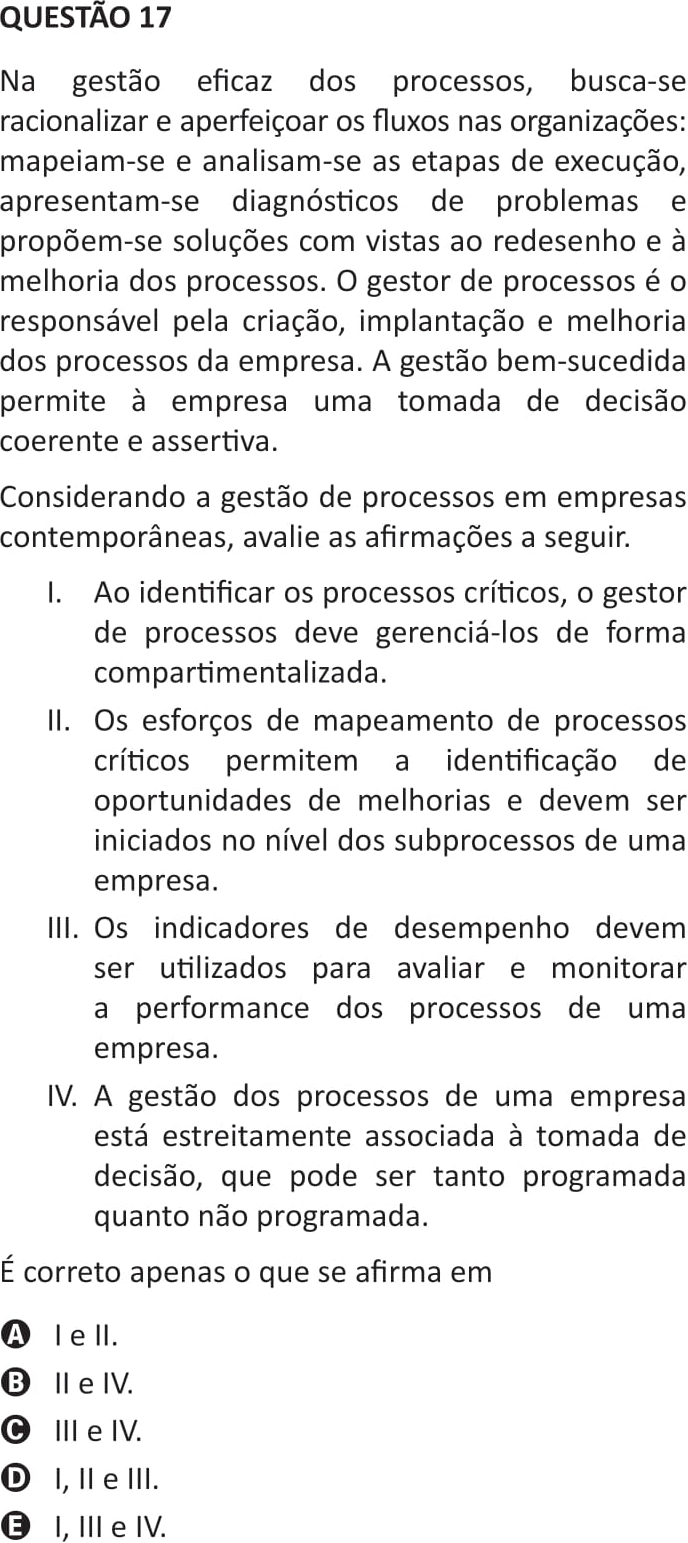 QUESTÃO 17
Na gestão eficaz dos processos, busca-se
racionalizar e aperfeiçoar os fluxos nas organizações:
mapeiam-se e analisam-se as etapas de execução,
apresentam-se diagnósticos de problemas e
propõem-se soluções com vistas ao redesenho e à
melhoria dos processos. O gestor de processos é o
responsável pela criação, implantação e melhoria
dos processos da empresa. A gestão bem-sucedida
permite à empresa uma tomada de decisão
coerente e assertiva.
Considerando a gestão de processos em empresas
contemporâneas, avalie as afirmações a seguir.
I. Ao identificar os processos críticos, o gestor
de processos deve gerenciá-los de forma
compartimentalizada.
II. Os esforços de mapeamento de processos
críticos permitem a identificação de
oportunidades de melhorias e devem ser
iniciados no nível dos subprocessos de uma
empresa.
III. Os indicadores de desempenho devem
ser utilizados para avaliar e monitorar
a performance dos processos de uma
empresa.
IV. A gestão dos processos de uma empresa
está estreitamente associada à tomada de
decisão, que pode ser tanto programada
quanto não programada.
É correto apenas o que se afirma em
A I e II.
B II e IV.
C III e IV.
D I, II e III.
E I, III e IV.